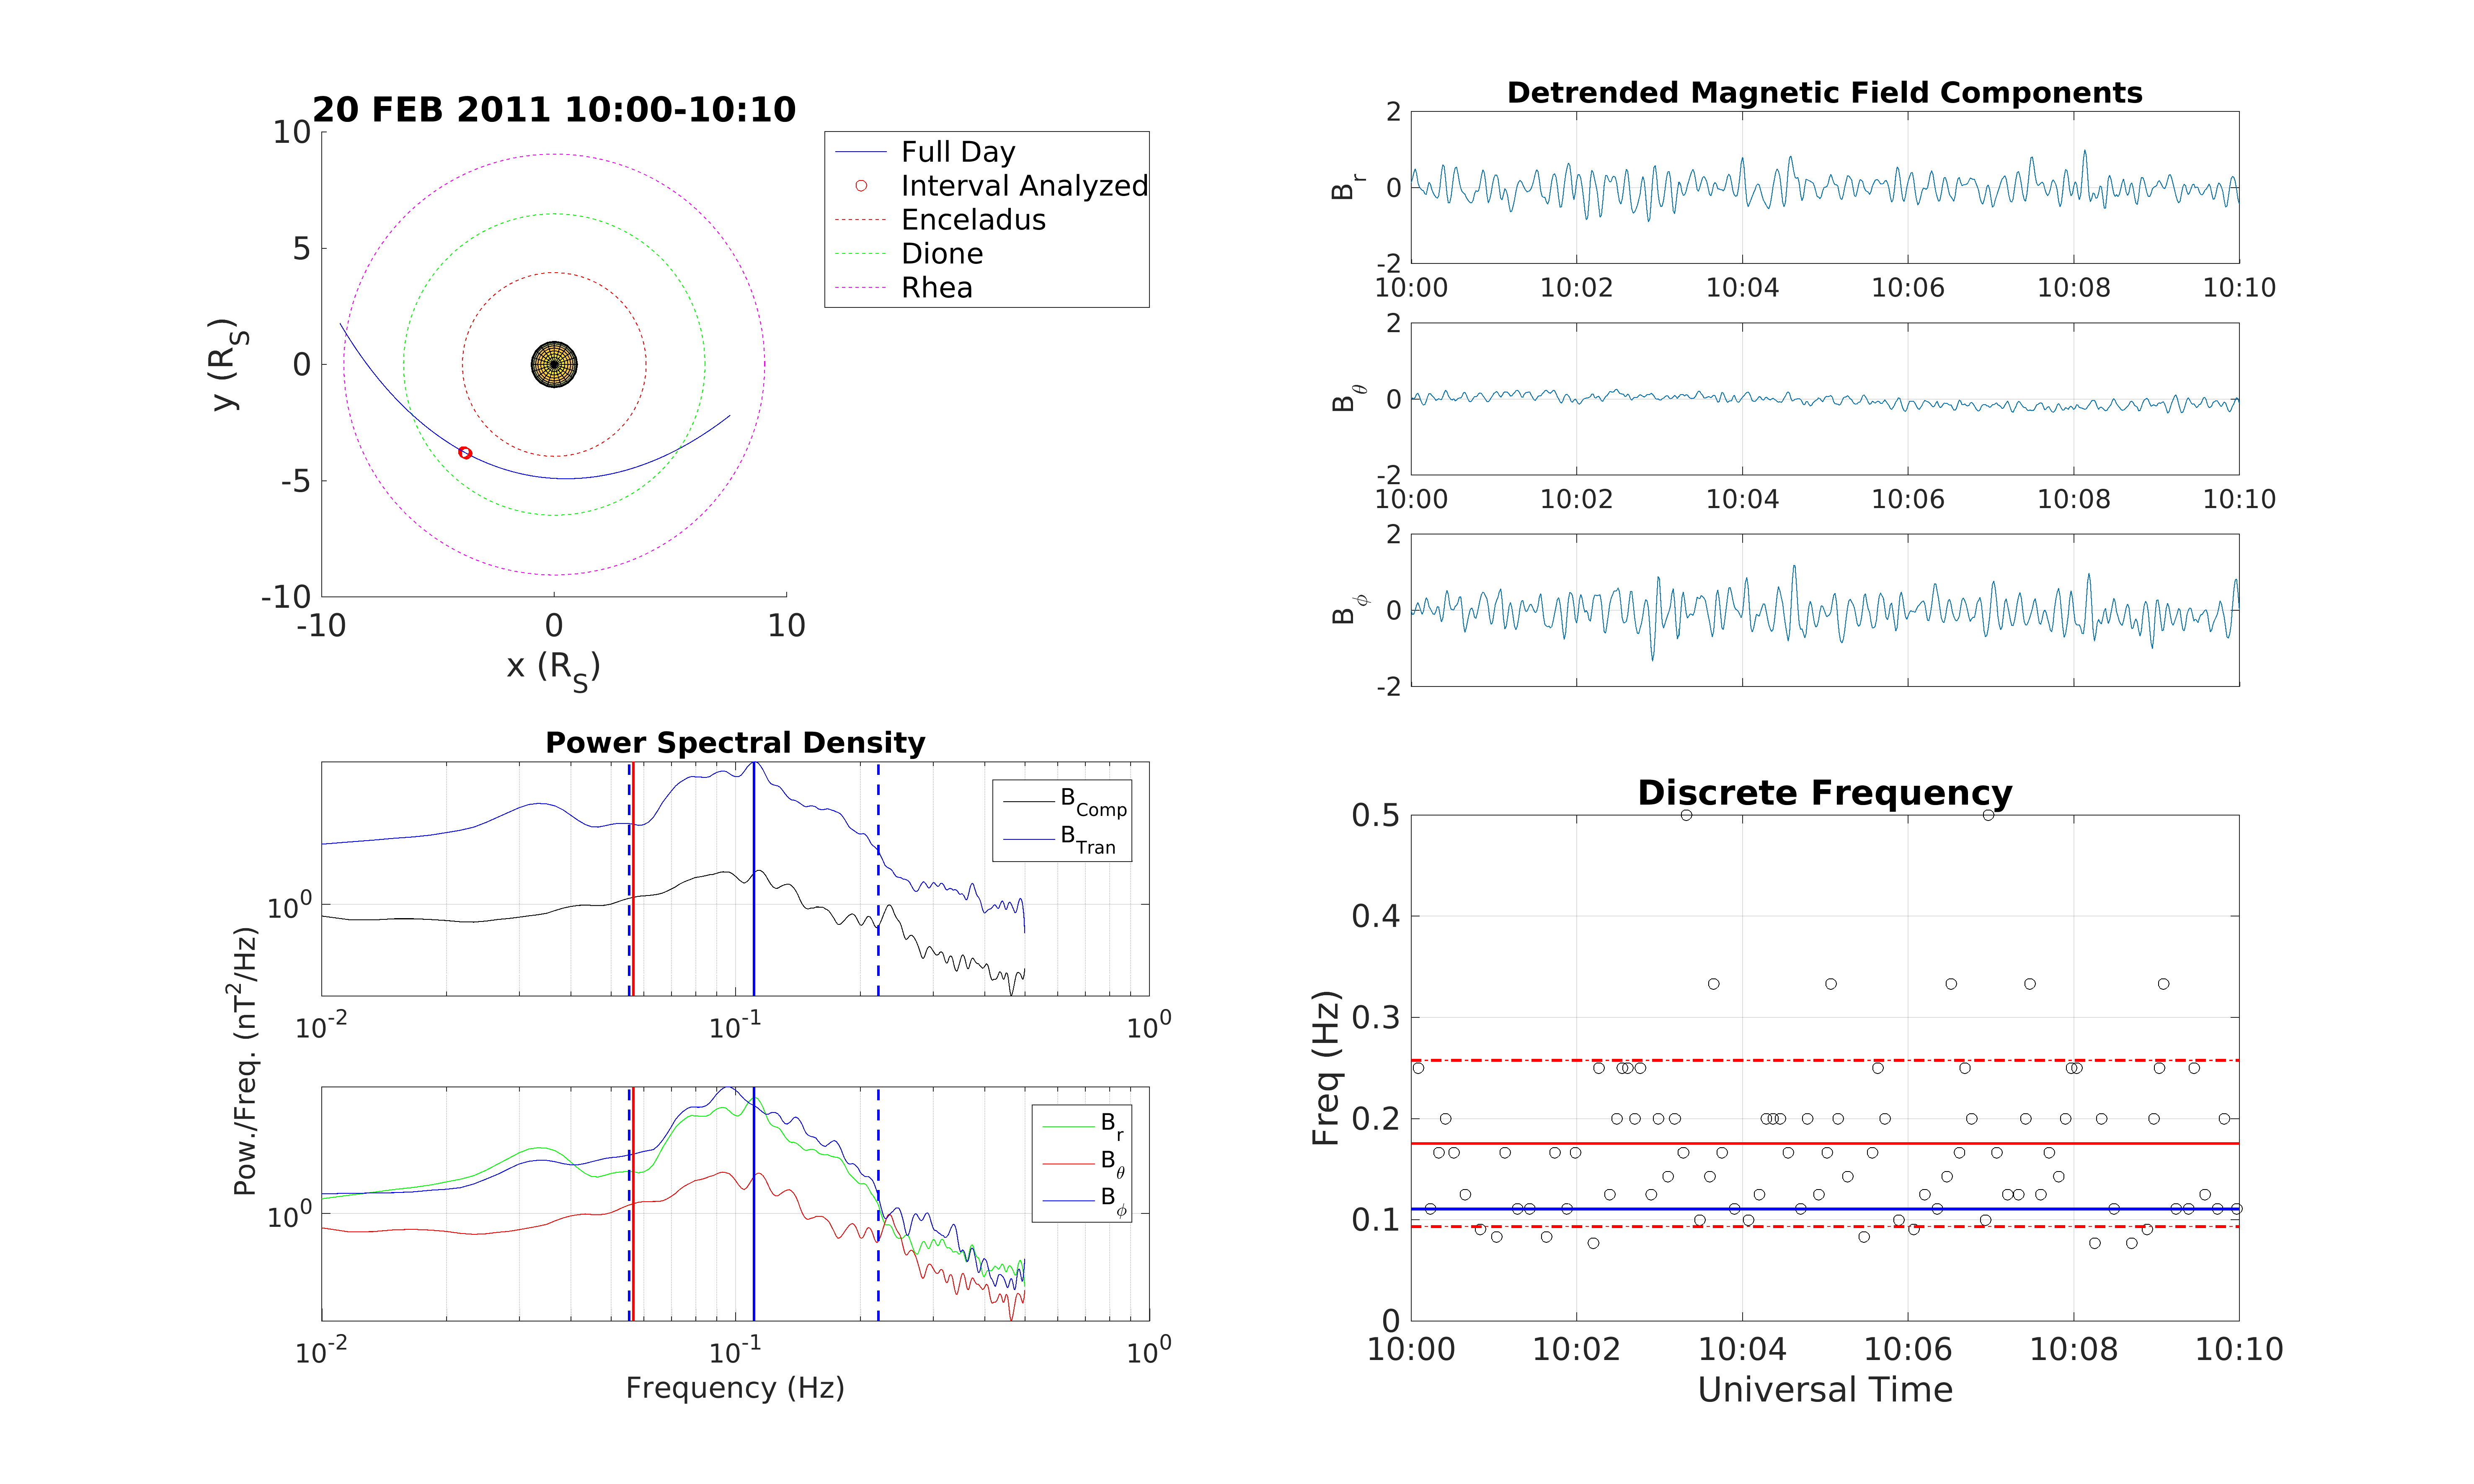 20 FEB 2011 10:00-10:10
10
5
0
-5
-10
y (R_S)
-10 0 10
x (R_S)
Full Day
Interval Analyzed
Enceladus
Dione
Rhea
Detrended Magnetic Field Components
2
0
-2
B_r
10:00 10:02 10:04 10:06 10:08 10:10
2
0
-2
B_θ
10:00 10:02 10:04 10:06 10:08 10:10
2
0
-2
B_ϕ
Power Spectral Density
B_Comp
B_Tran
10^0
10^-2 10^-1 10^0
Pow./Freq. (nT^2/Hz)
B_r
B_θ
B_ϕ
10^0
10^-2 10^-1 10^0
Frequency (Hz)
Discrete Frequency
0.5
0.4
0.3
0.2
0.1
0
Freq (Hz)
10:00 10:02 10:04 10:06 10:08 10:10
Universal Time